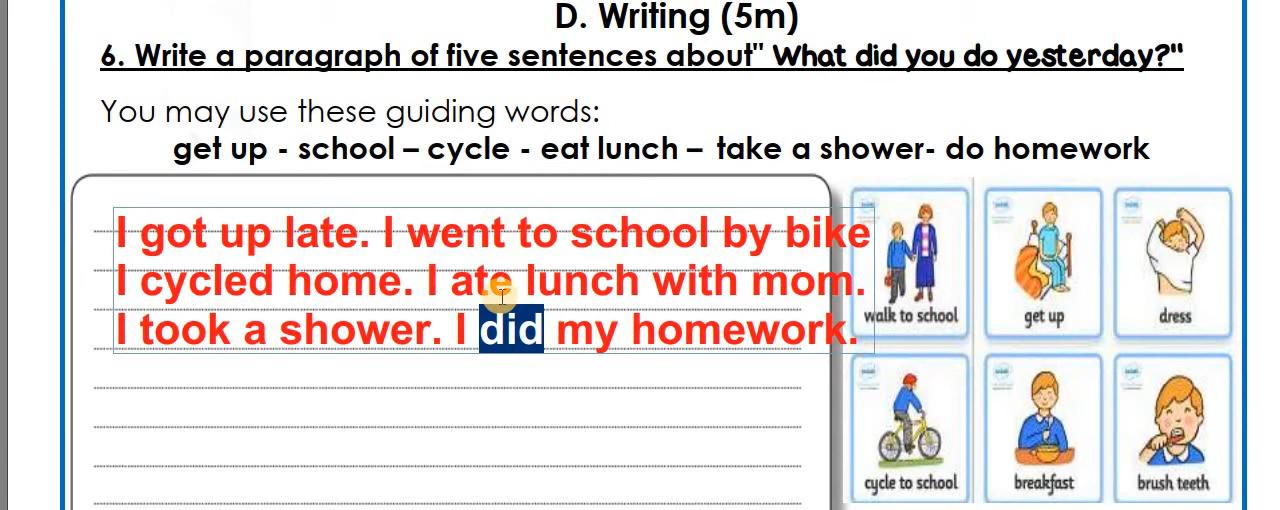 D. Writing (5m)
6. Write a paragraph of five sentences about" What did you do yesterday?"
You may use these guiding words:
get up - school – cycle - eat lunch – take a shower- do homework
I got up late. I went to school by bike
I cycled home. I ate lunch with mom.
I took a shower. I did my homework.
walk to school
get up
dress
cycle to school
breakfast
brush teeth